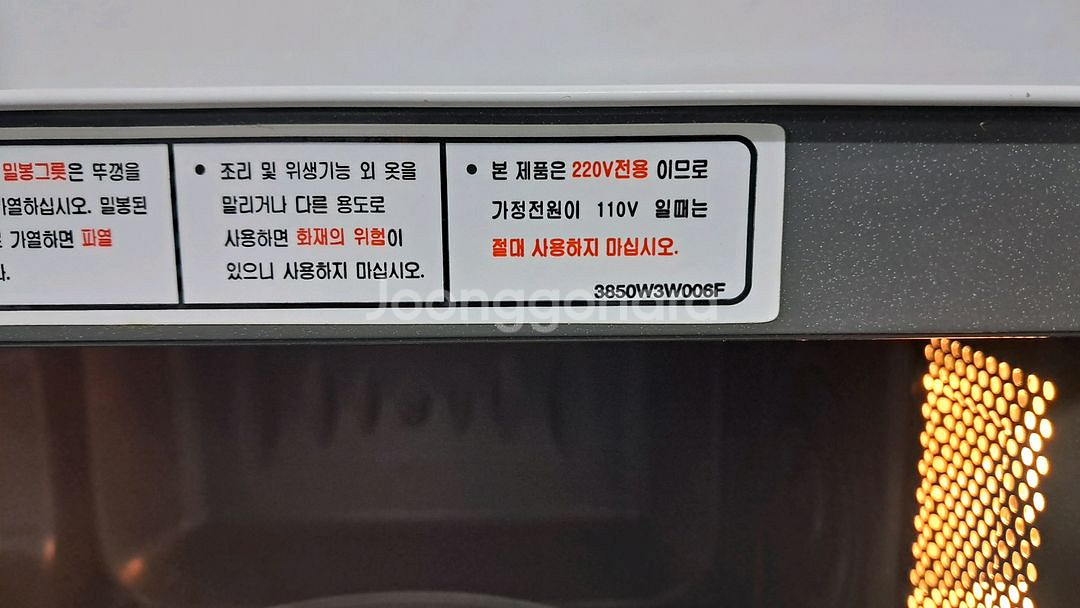 밀봉그릇은 뚜껑을
가열하십시오. 밀봉된
가열하면 파열
• 조리 및 위생기능 외 옷을
말리거나 다른 용도로
사용하면 화재의 위험이
있으니 사용하지 마십시오.
• 본 제품은 220V전용 이므로
가정전원이 110V 일때는
절대 사용하지 마십시오.
3850W3W006F
Joonggonara